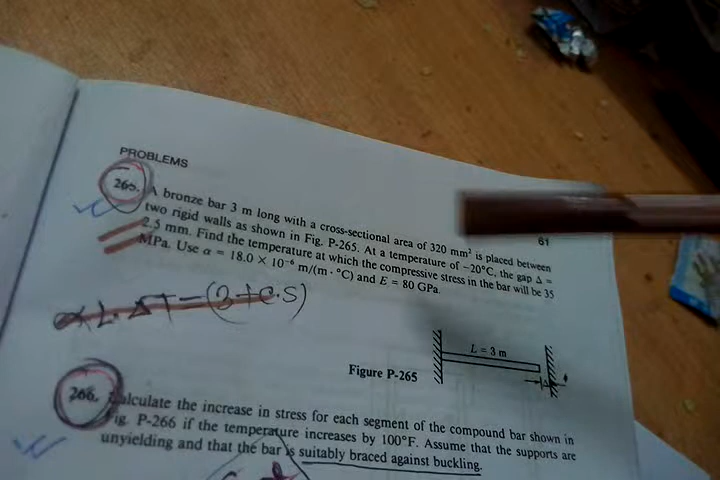 PROBLEMS
61
265. A bronze bar 3 m long with a cross-sectional area of 320 mm² is placed between
two rigid walls as shown in Fig. P-265. At a temperature of −20°C, the gap Δ =
2.5 mm. Find the temperature at which the compressive stress in the bar will be 35
MPa. Use α = 18.0 × 10⁻⁶ m/(m · °C) and E = 80 GPa.
αL.ΔT-(
L = 3 m
Δ
Figure P-265
266. Calculate the increase in stress for each segment of the compound bar shown in
Fig. P-266 if the temperature increases by 100°F. Assume that the supports are
unyielding and that the bar is suitably braced against buckling.